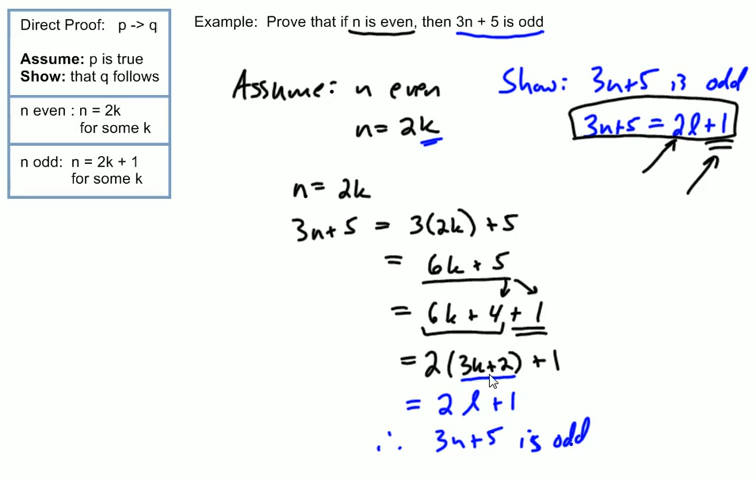 Direct Proof: p -> q
Assume: p is true
Show: that q follows
n even : n = 2k
for some k
n odd: n = 2k + 1
for some k
Example: Prove that if n is even, then 3n + 5 is odd
Assume: n even
n = 2k
Show: 3n+5 is odd
3n+5 = 2l+1
n = 2k
3n+5 = 3(2k) + 5
= 6k + 5
= 6k + 4 + 1
= 2(3k+2) + 1
= 2l+1
∴ 3n+5 is odd